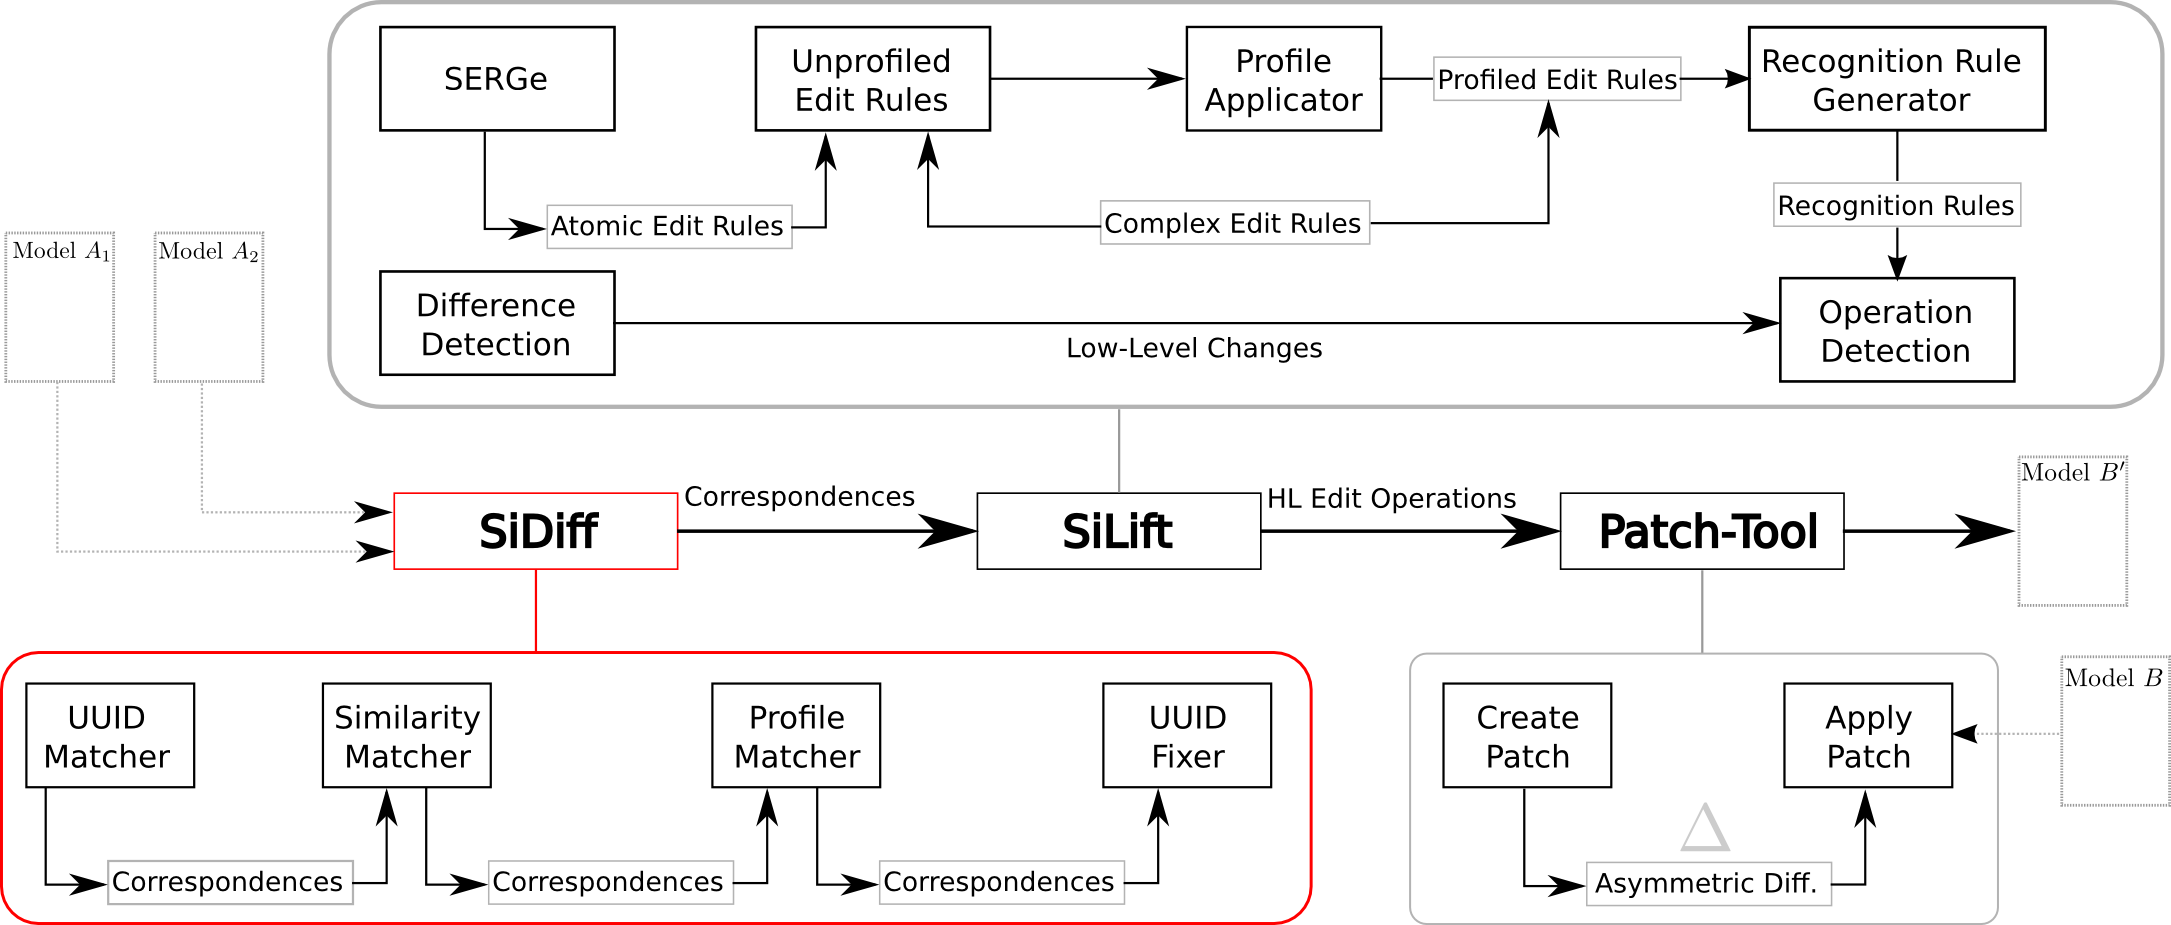 SERGe
Unprofiled
Edit Rules
Profile
Applicator
Profiled Edit Rules
Recognition Rule
Generator
Atomic Edit Rules
Complex Edit Rules
Recognition Rules
Model A₁
Model A₂
Difference
Detection
Low-Level Changes
Operation
Detection
SiDiff
Correspondences
SiLift
HL Edit Operations
Patch-Tool
Model B′
UUID
Matcher
Similarity
Matcher
Profile
Matcher
UUID
Fixer
Correspondences
Correspondences
Correspondences
Create
Patch
Apply
Patch
Model B
Δ
Asymmetric Diff.